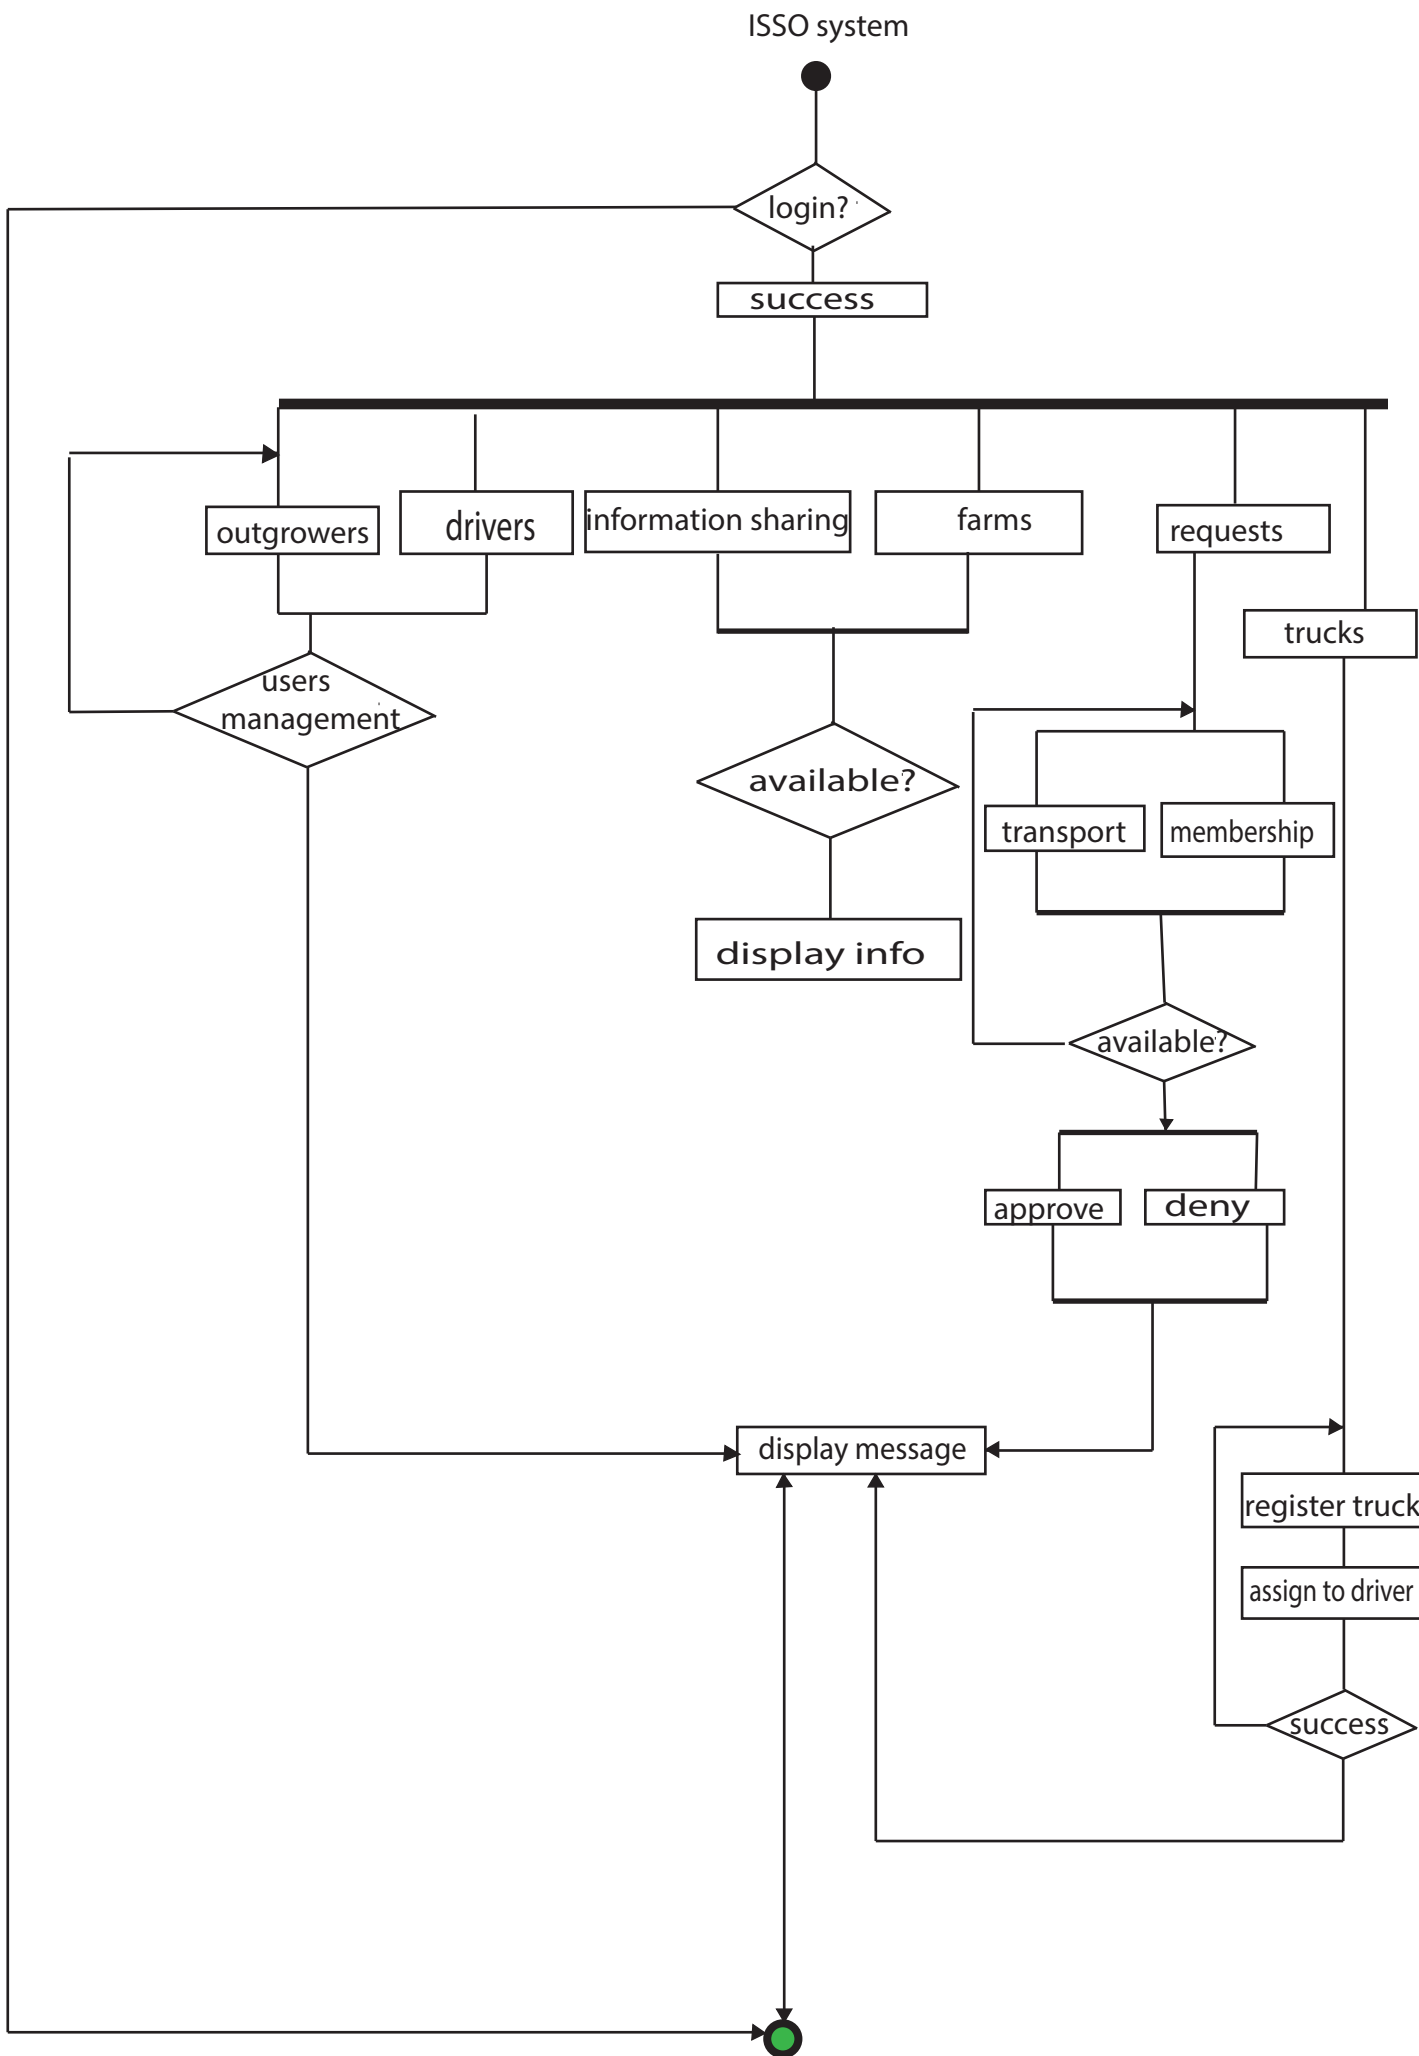 ISSO system
login?
success
outgrowers
drivers
information sharing
farms
requests
trucks
users
management
available?
transport
membership
display info
available?
approve
deny
display message
register truck
assign to driver
success